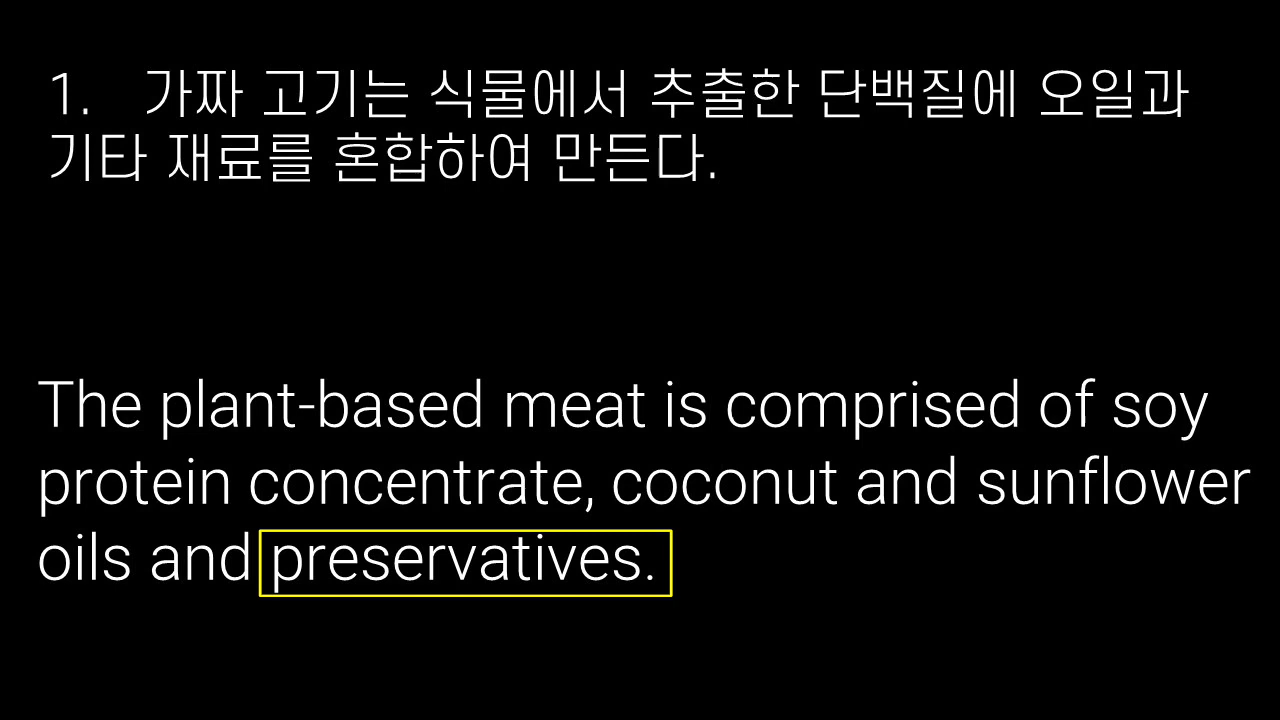 1. 가짜 고기는 식물에서 추출한 단백질에 오일과
기타 재료를 혼합하여 만든다.
The plant-based meat is comprised of soy
protein concentrate, coconut and sunflower
oils and preservatives.